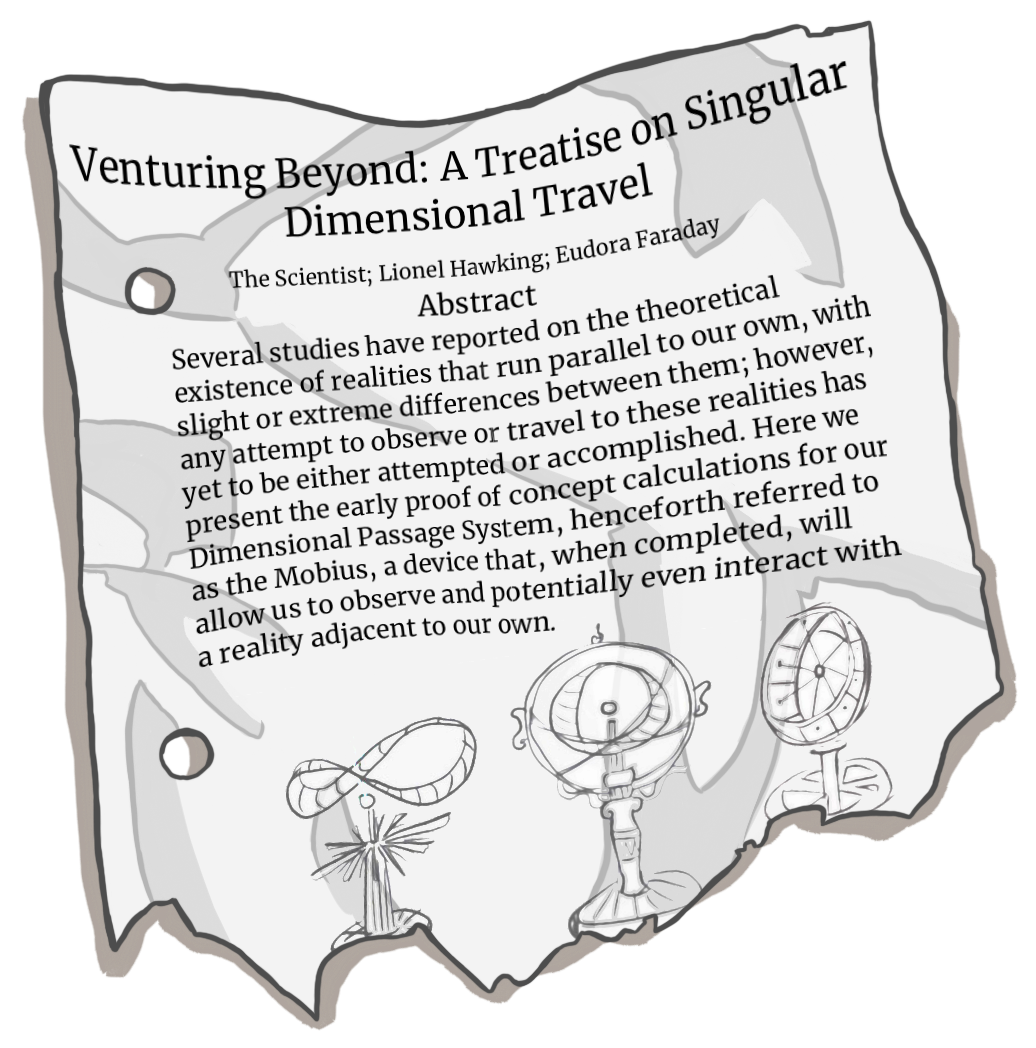 Venturing Beyond: A Treatise on Singular
Dimensional Travel
The Scientist; Lionel Hawking; Eudora Faraday
Abstract
Several studies have reported on the theoretical
existence of realities that run parallel to our own, with
slight or extreme differences between them; however,
any attempt to observe or travel to these realities has
yet to be either attempted or accomplished. Here we
present the early proof of concept calculations for our
Dimensional Passage System, henceforth referred to
as the Mobius, a device that, when completed, will
allow us to observe and potentially even interact with
a reality adjacent to our own.